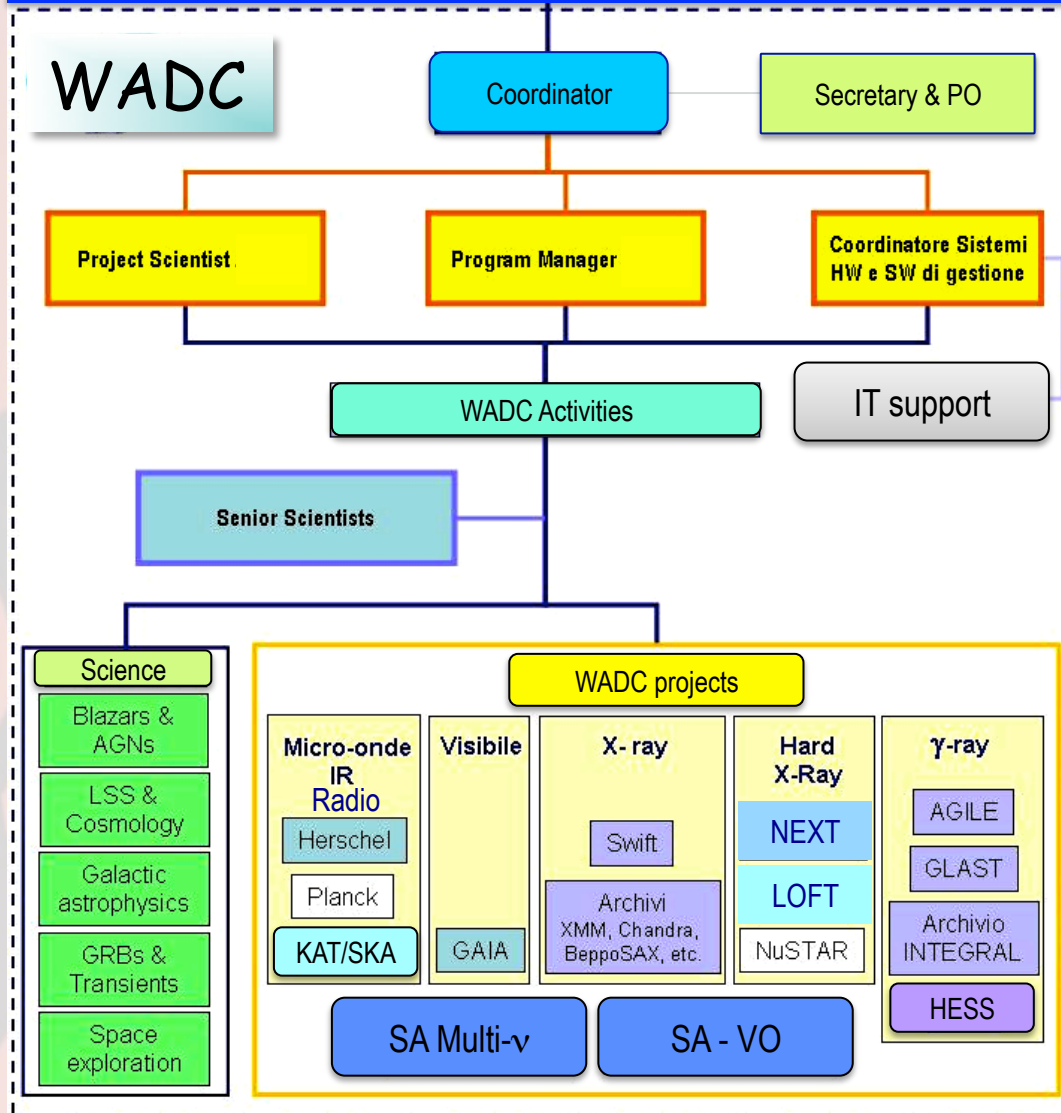 WADC
Coordinator
Secretary & PO
Project Scientist.
Program Manager
Coordinatore Sistemi
HW e SW di gestione
WADC Activities
IT support
Senior Scientists
Science
Blazars &
AGNs
LSS &
Cosmology
Galactic
astrophysics
GRBs &
Transients
Space
exploration
WADC projects
Micro-onde
IR
Radio
Herschel
Planck
KAT/SKA
Visibile
GAIA
X- ray
Swift
Archivi
XMM, Chandra,
BeppoSAX, etc.
Hard
X-Ray
NEXT
LOFT
NuSTAR
γ-ray
AGILE
GLAST
Archivio
INTEGRAL
HESS
SA Multi-ν
SA - VO